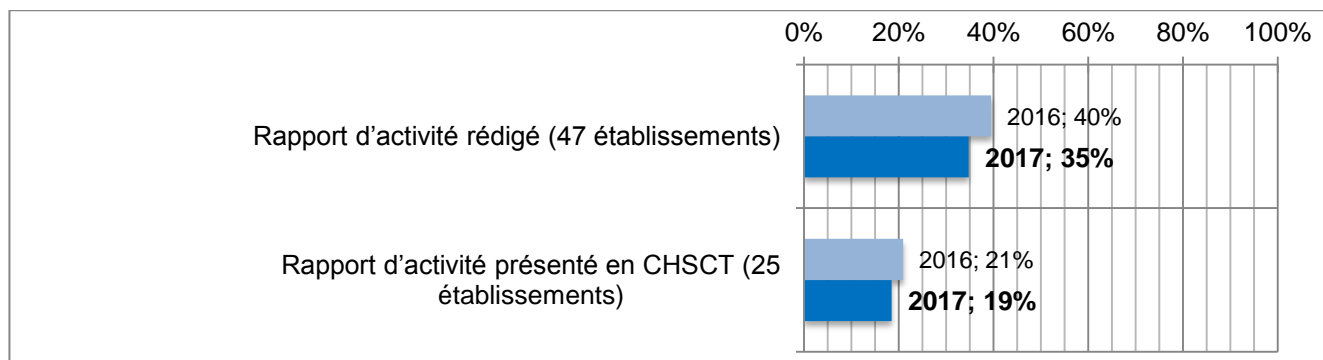 0% 20% 40% 60% 80% 100%
Rapport d’activité rédigé (47 établissements)
2016; 40%
2017; 35%
Rapport d’activité présenté en CHSCT (25
établissements)
2016; 21%
2017; 19%